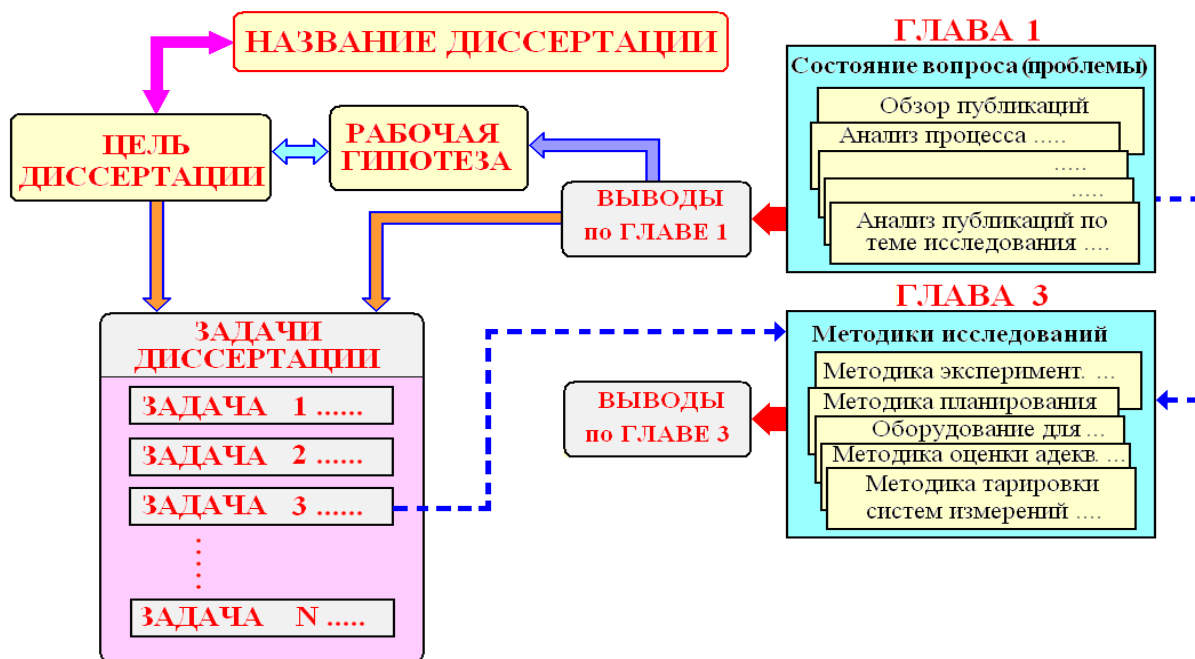 НАЗВАНИЕ ДИССЕРТАЦИИ
ЦЕЛЬ
ДИССЕРТАЦИИ
РАБОЧАЯ
ГИПОТЕЗА
ГЛАВА 1
Состояние вопроса (проблемы)
Обзор публикаций
Анализ процесса .....
.....
.....
Анализ публикаций по
теме исследования ....
ВЫВОДЫ
по ГЛАВЕ 1
ЗАДАЧИ
ДИССЕРТАЦИИ
ЗАДАЧА 1 ......
ЗАДАЧА 2 ......
ЗАДАЧА 3 ......
ЗАДАЧА N .....
ГЛАВА 3
Методики исследований
Методика эксперимент. ...
Методика планирования
Оборудование для ...
Методика оценки адекв. ...
Методика тарировки
систем измерений ....
ВЫВОДЫ
по ГЛАВЕ 3